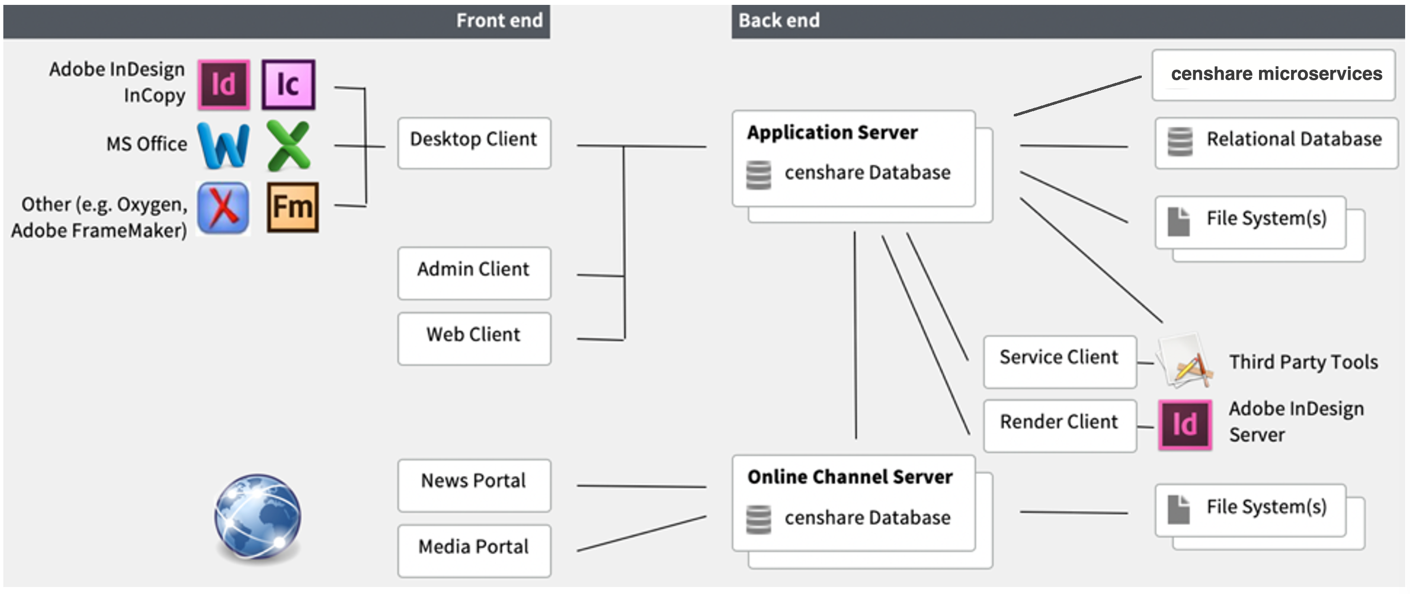 Front end
Back end
Adobe InDesign
InCopy
Id
Ic
MS Office
W
X
Other (e.g. Oxygen,
Adobe FrameMaker)
X
Fm
Desktop Client
Admin Client
Web Client
News Portal
Media Portal
Application Server
censhare Database
censhare microservices
Relational Database
File System(s)
Service Client
Third Party Tools
Render Client
Id
Adobe InDesign
Server
Online Channel Server
censhare Database
File System(s)